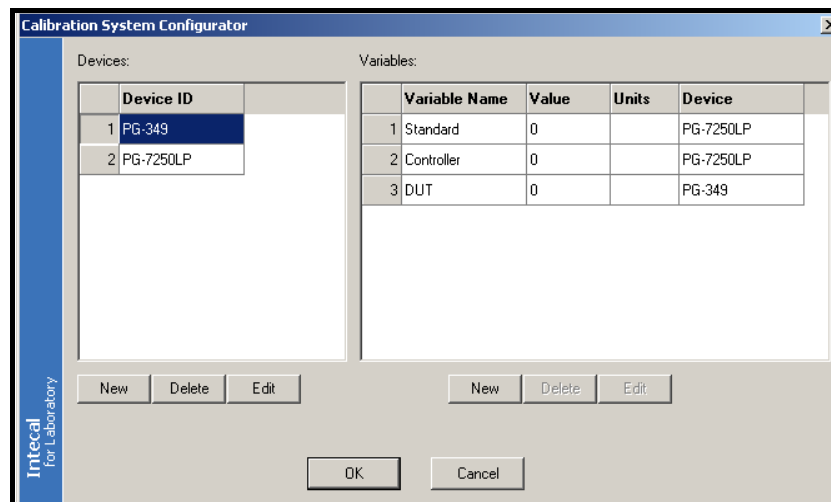 Calibration System Configurator
Devices:
Device ID
1 PG-349
2 PG-7250LP
New Delete Edit
Variables:
Variable Name Value Units Device
1 Standard 0 PG-7250LP
2 Controller 0 PG-7250LP
3 DUT 0 PG-349
New Delete Edit
OK Cancel
Intecal
for Laboratory